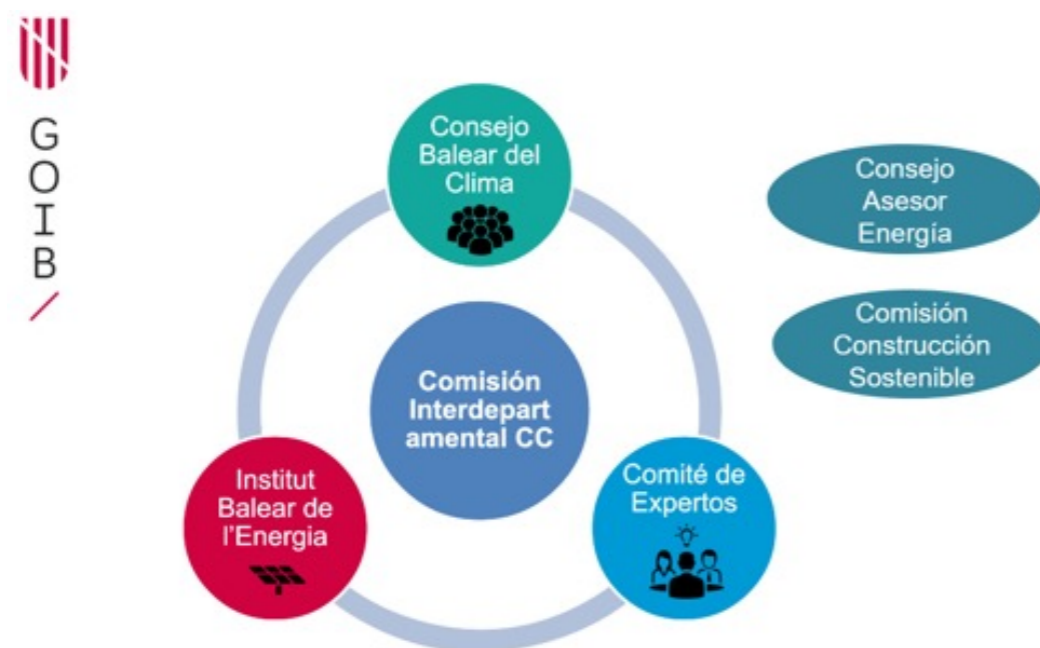 GOIB/
Consejo
Balear del
Clima
Consejo
Asesor
Energía
Comisión
Construcción
Sostenible
Comisión
Interdepart
amental CC
Institut
Balear de
l'Energia
Comité de
Expertos